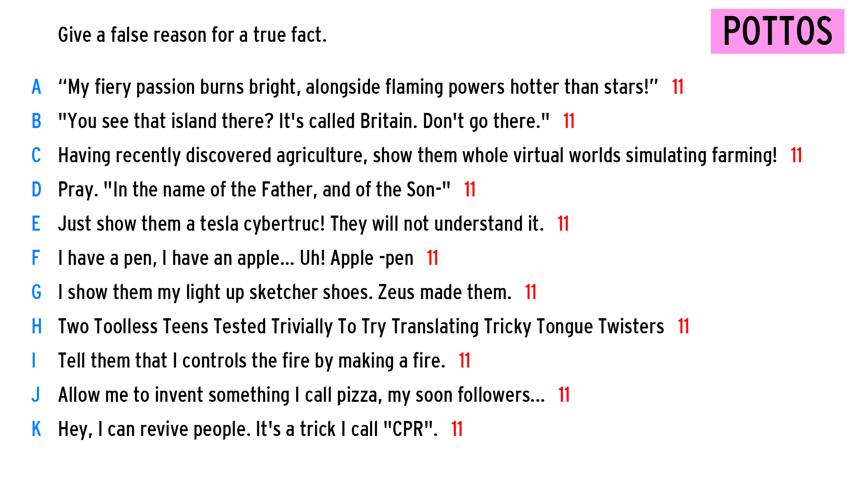 Give a false reason for a true fact.
POTTOS
A “My fiery passion burns bright, alongside flaming powers hotter than stars!” 11
B "You see that island there? It's called Britain. Don't go there." 11
C Having recently discovered agriculture, show them whole virtual worlds simulating farming! 11
D Pray. "In the name of the Father, and of the Son-" 11
E Just show them a tesla cybertruc! They will not understand it. 11
F I have a pen, I have an apple... Uh! Apple -pen 11
G I show them my light up sketcher shoes. Zeus made them. 11
H Two Toolless Teens Tested Trivially To Try Translating Tricky Tongue Twisters 11
I Tell them that I controls the fire by making a fire. 11
J Allow me to invent something I call pizza, my soon followers... 11
K Hey, I can revive people. It's a trick I call "CPR". 11